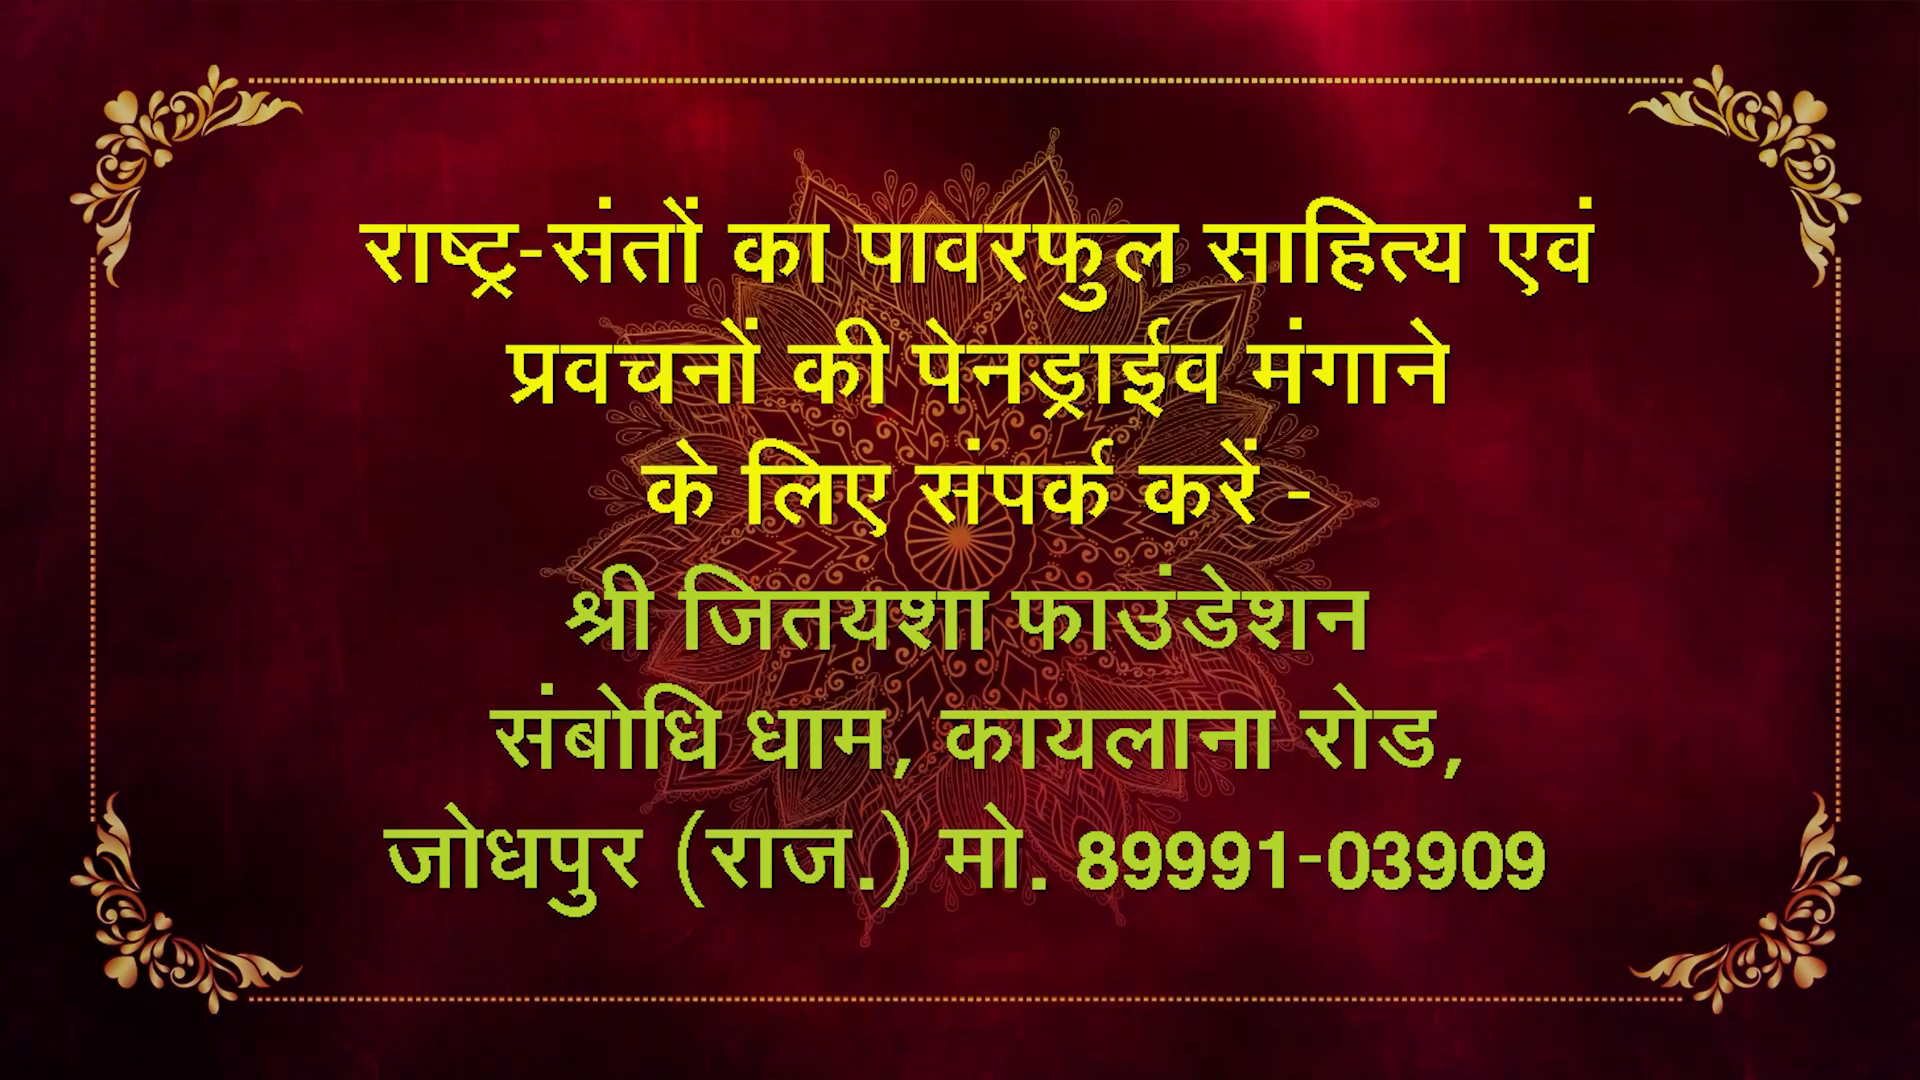 राष्ट्र-संतों का पावरफुल साहित्य एवं
प्रवचनों की पेनड्राईव मंगाने
के लिए संपर्क करें -
श्री जितयशा फाउंडेशन
संबोधि धाम, कायलाना रोड,
जोधपुर (राज.) मो. 89991-03909